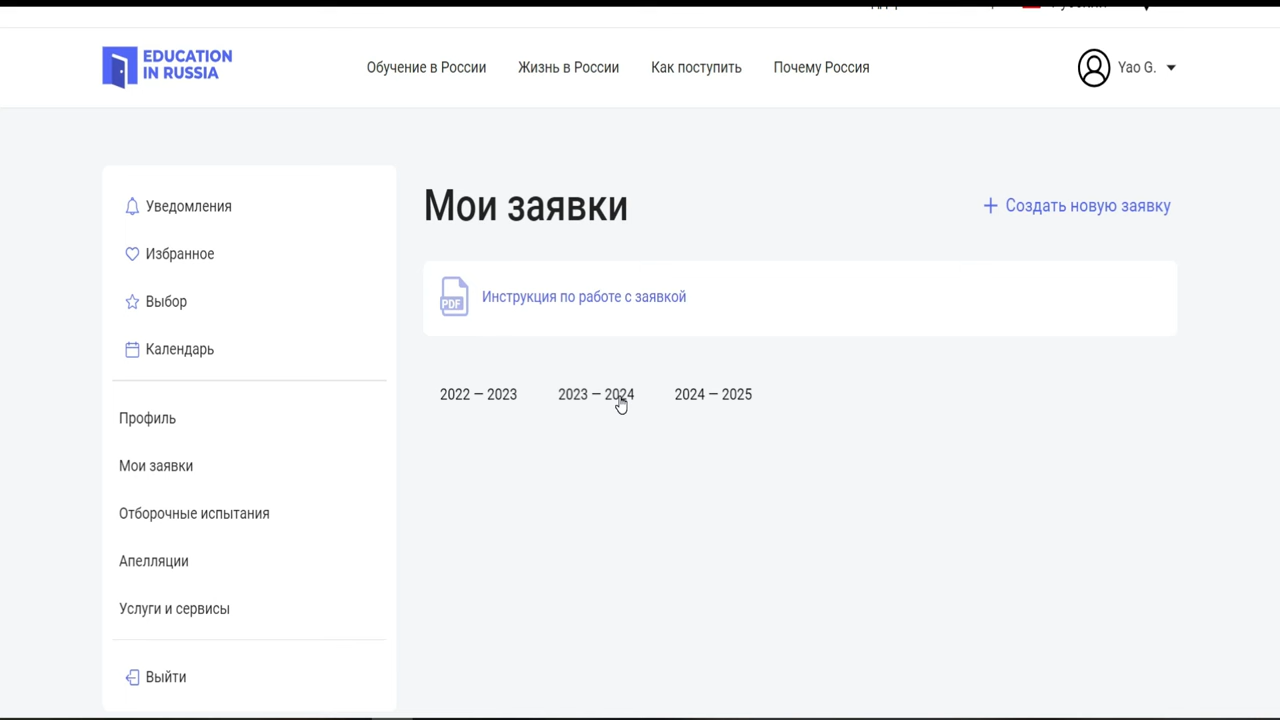 EDUCATION
IN RUSSIA
Обучение в России
Жизнь в России
Как поступить
Почему Россия
Yao G.
Уведомления
Избранное
Выбор
Календарь
Профиль
Мои заявки
Отборочные испытания
Апелляции
Услуги и сервисы
Выйти
Мои заявки
+ Создать новую заявку
PDF
Инструкция по работе с заявкой
2022 — 2023
2023 — 2024
2024 — 2025